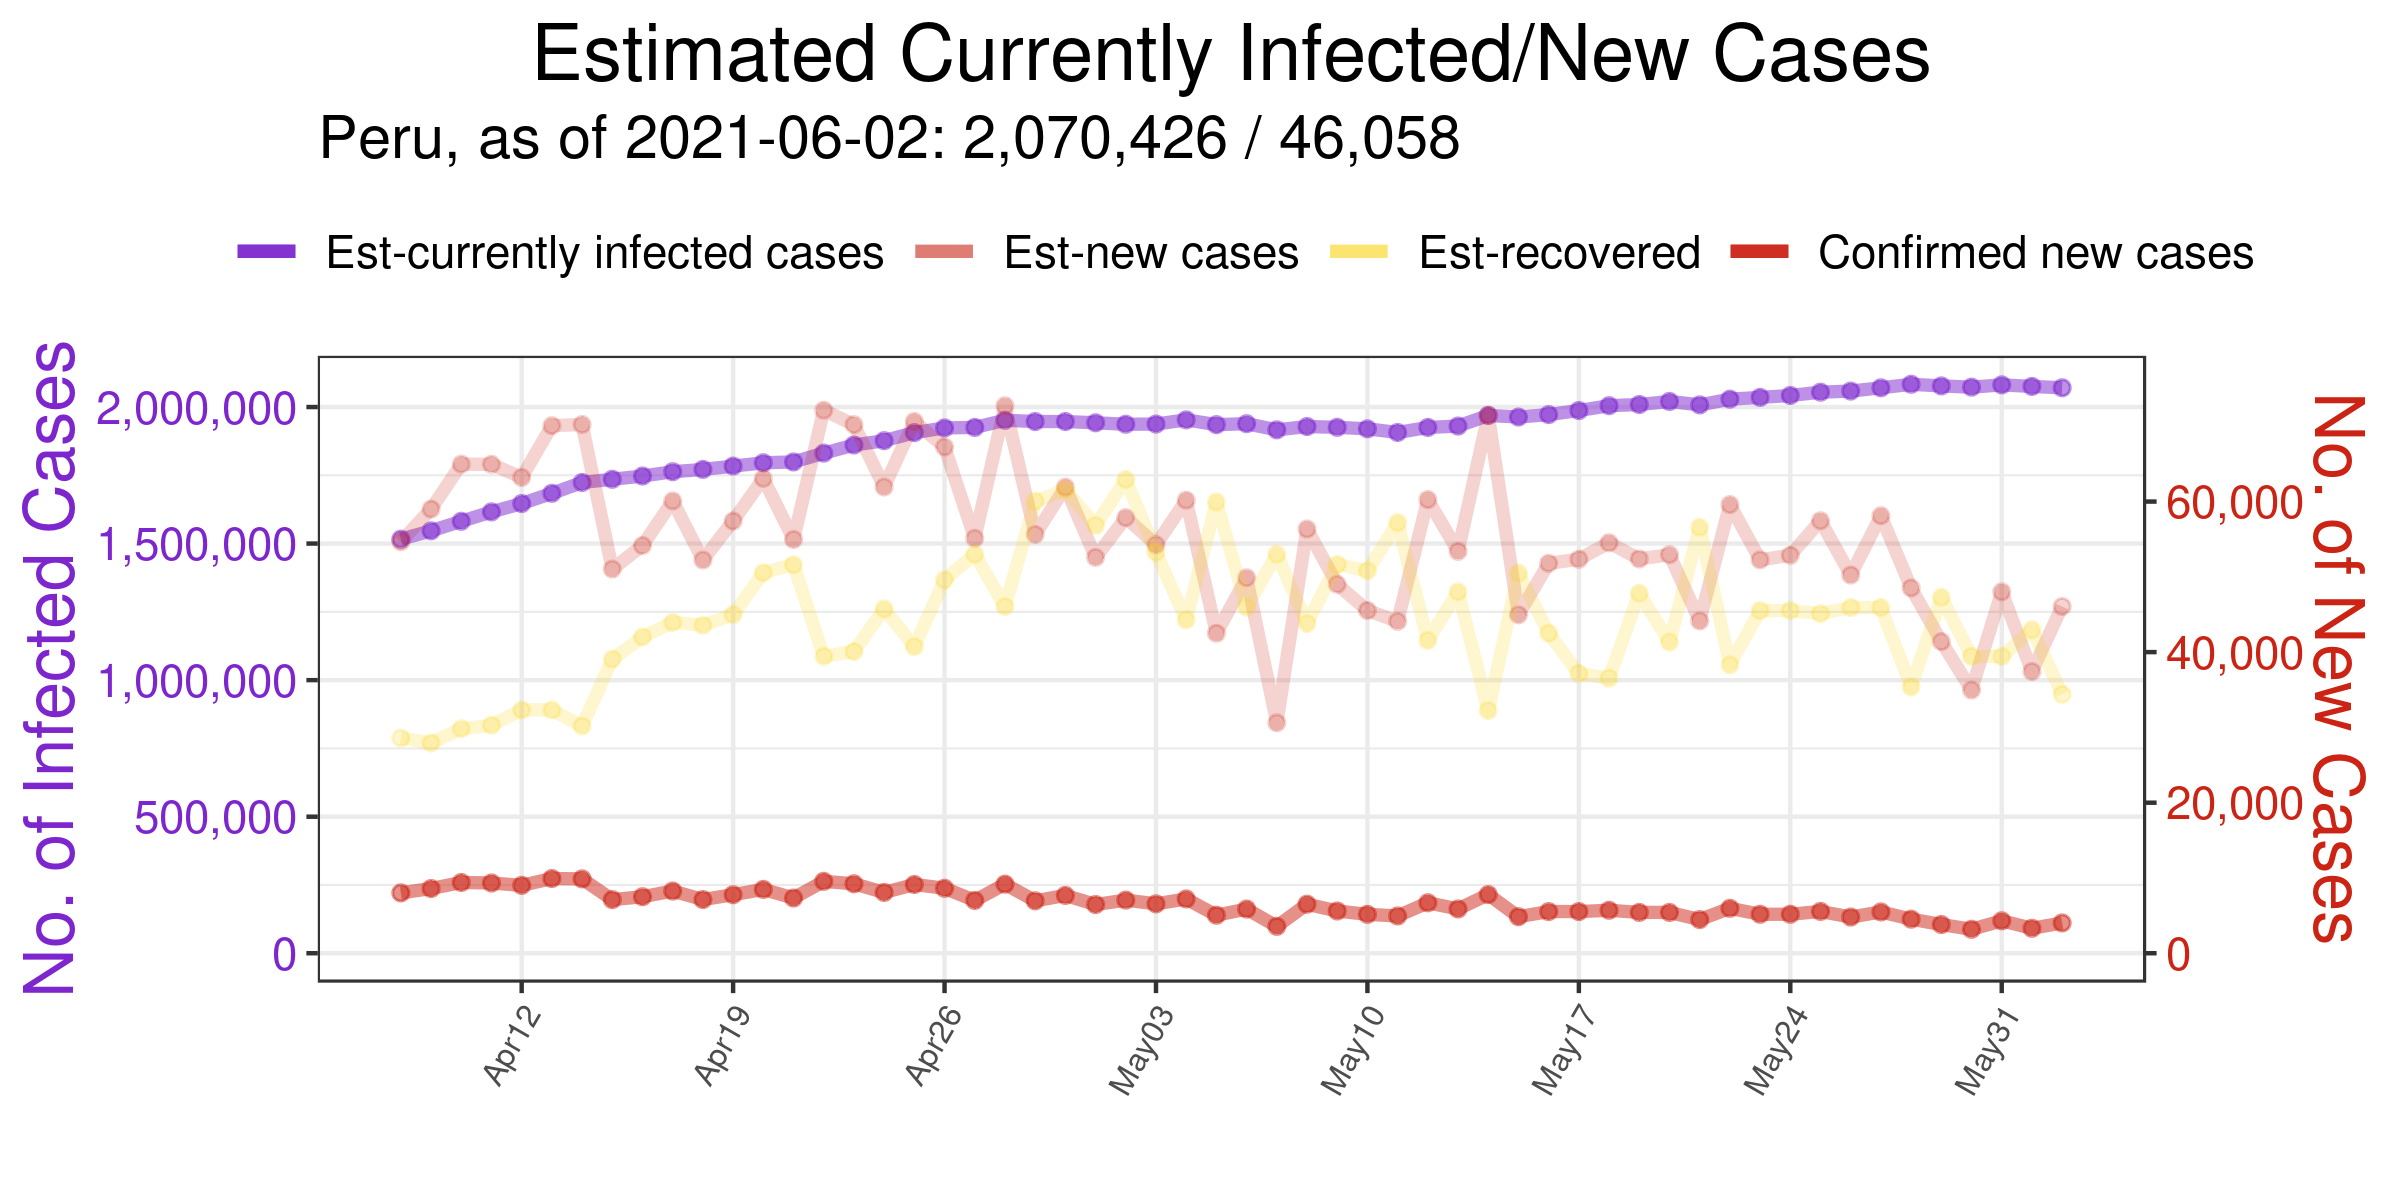 Estimated Currently Infected/New Cases
Peru, as of 2021-06-02: 2,070,426 / 46,058
Est-currently infected cases Est-new cases Est-recovered Confirmed new cases
No. of Infected Cases
2,000,000
1,500,000
1,000,000
500,000
0
60,000
40,000
20,000
0
No. of New Cases
Apr12 Apr19 Apr26 May03 May10 May17 May24 May31